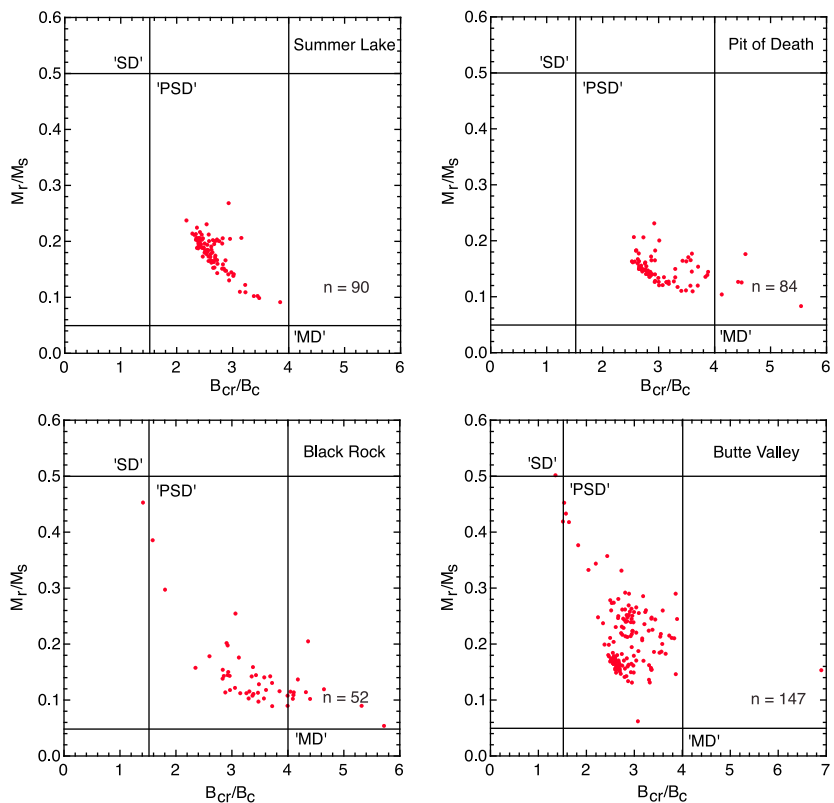 0.6
'SD'
Summer Lake
0.5
'PSD'
0.4
Mr/Ms
0.3
0.2
n = 90
0.1
'MD'
0.0
0 1 2 3 4 5 6
Bcr/Bc
0.6
'SD'
Pit of Death
0.5
'PSD'
0.4
Mr/Ms
0.3
0.2
n = 84
0.1
'MD'
0.0
0 1 2 3 4 5 6
Bcr/Bc
0.6
'SD'
Black Rock
0.5
'PSD'
0.4
Mr/Ms
0.3
0.2
n = 52
0.1
'MD'
0.0
0 1 2 3 4 5 6
Bcr/Bc
0.6
'SD'
Butte Valley
0.5
'PSD'
0.4
Mr/Ms
0.3
0.2
n = 147
0.1
'MD'
0.0
0 1 2 3 4 5 6 7
Bcr/Bc